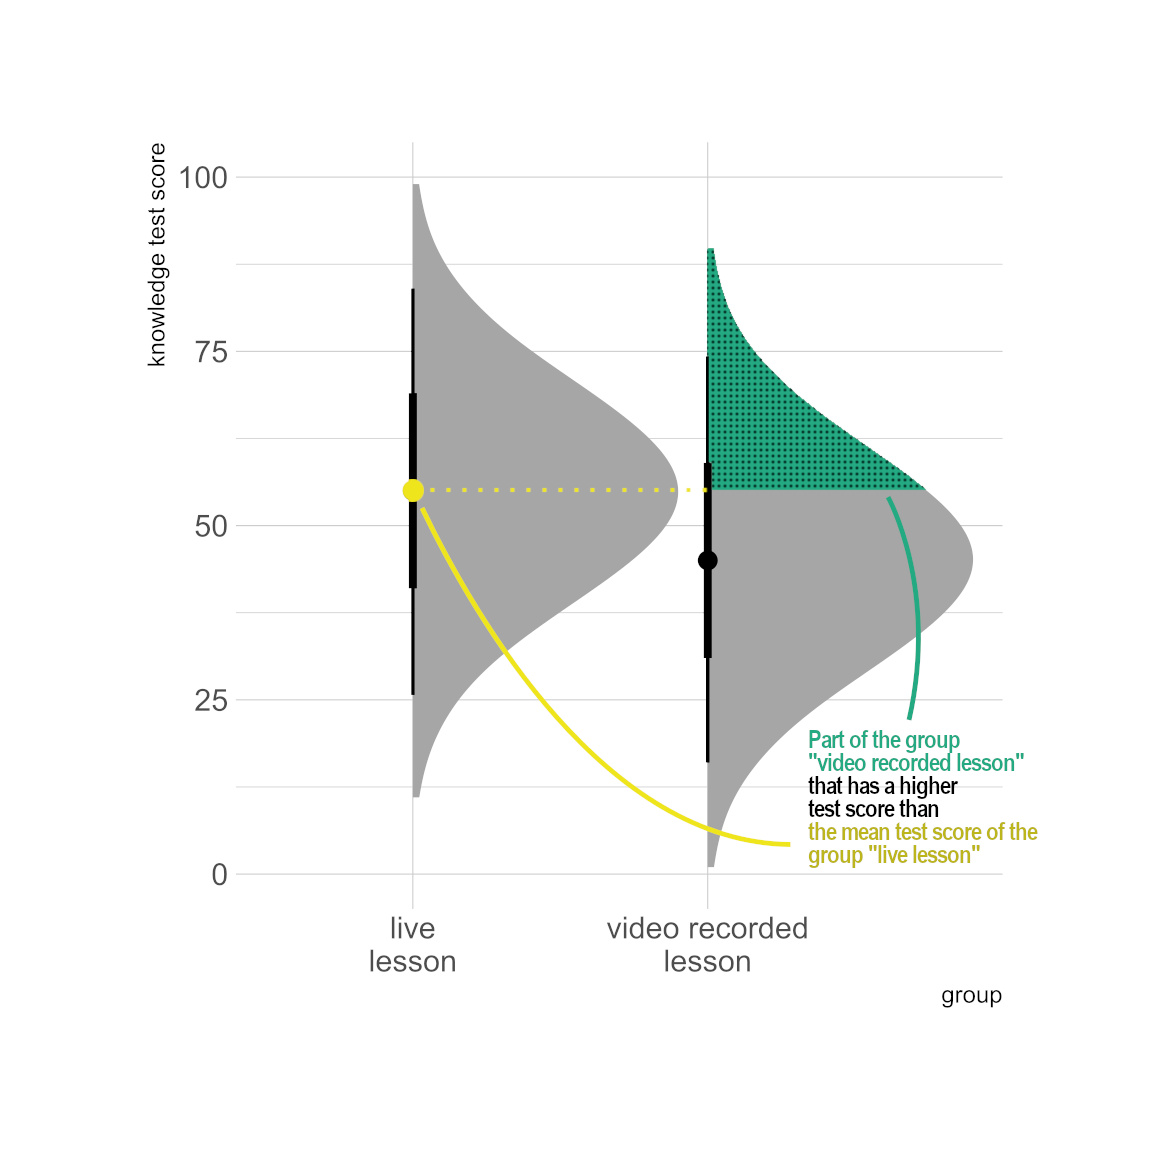 knowledge test score
100
75
50
25
0
live
lesson
video recorded
lesson
group
Part of the group
"video recorded lesson"
that has a higher
test score than
the mean test score of the
group "live lesson"